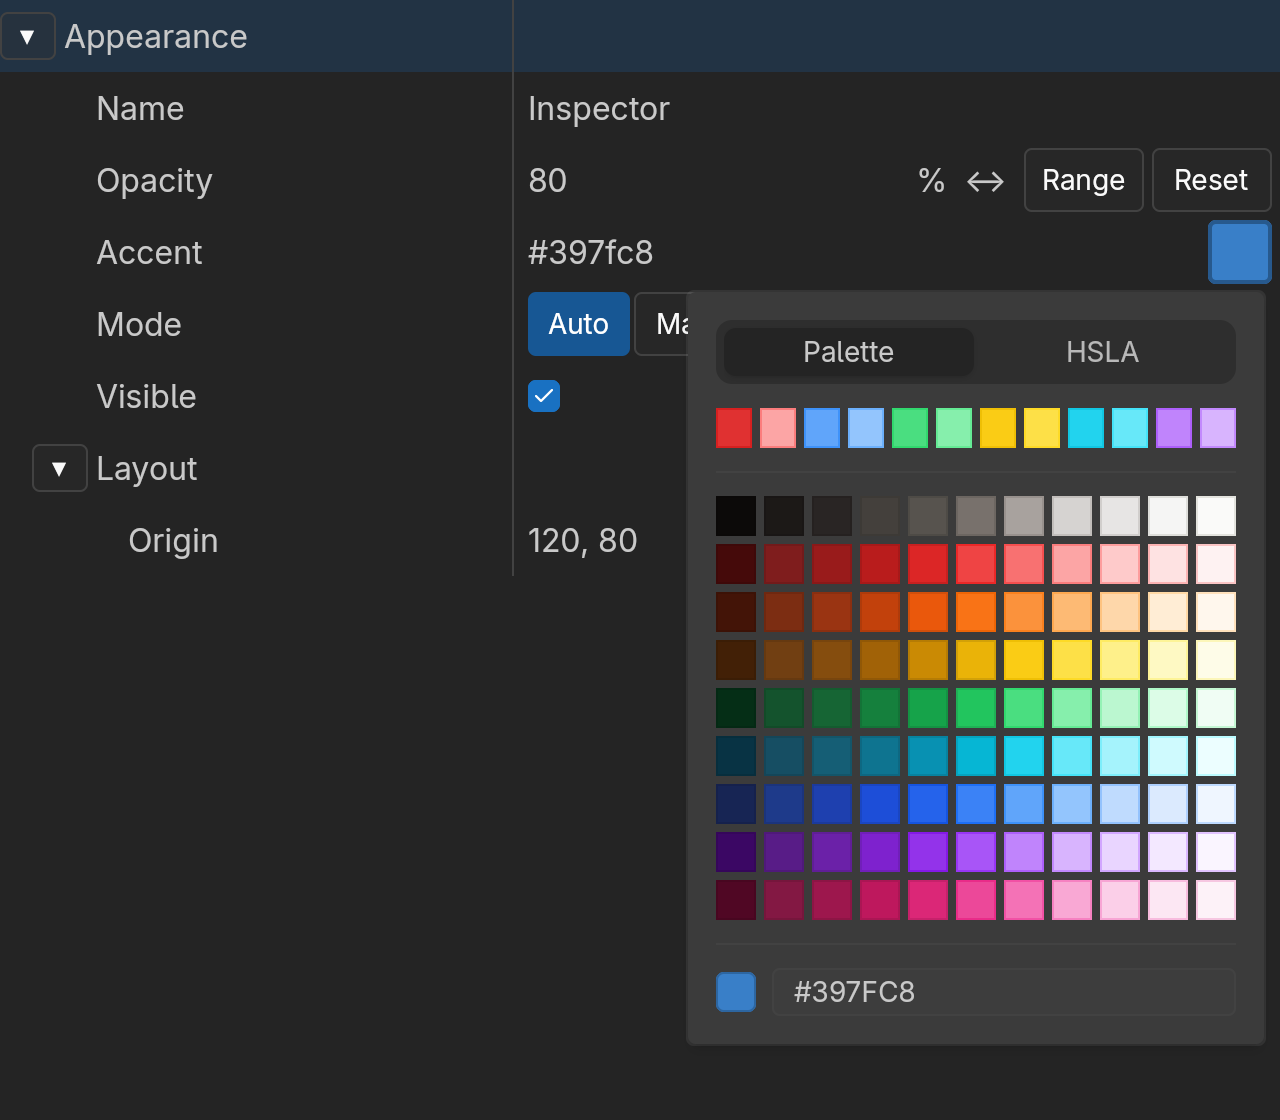 ▼ Appearance
Name Inspector
Opacity 80 % ↔ Range Reset
Accent #397fc8
Mode Auto
Palette HSLA
Visible
▼ Layout
Origin 120, 80
#397FC8